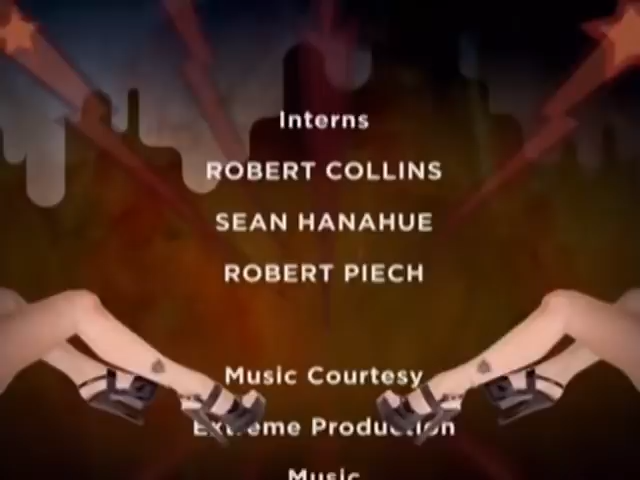 Interns
ROBERT COLLINS
SEAN HANAHUE
ROBERT PIECH
Music Courtesy
Extreme Production
Music